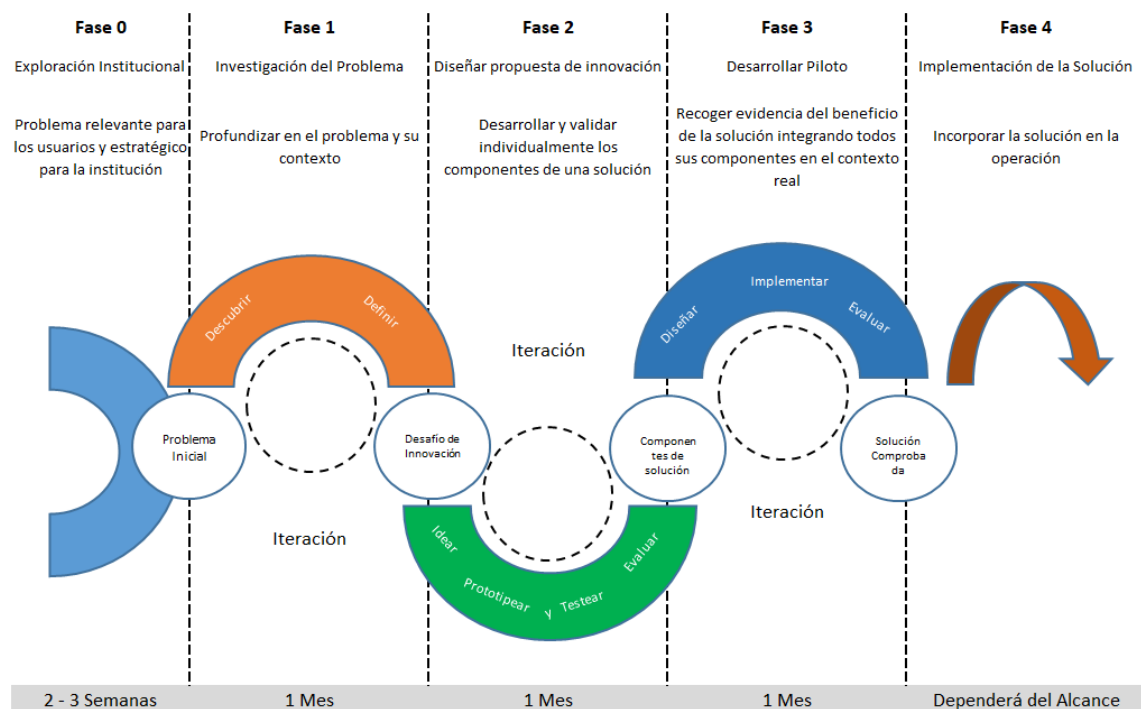 Fase 0
Fase 1
Fase 2
Fase 3
Fase 4
Exploración Institucional
Investigación del Problema
Diseñar propuesta de innovación
Desarrollar Piloto
Implementación de la Solución
Problema relevante para
los usuarios y estratégico
para la institución
Profundizar en el problema y su
contexto
Desarrollar y validar
individualmente los
componentes de una solución
Recoger evidencia del beneficio
de la solución integrando todos
sus componentes en el contexto
real
Incorporar la solución en la
operación
Descubrir
Definir
Iteración
Diseñar
Implementar
Evaluar
Problema
Inicial
Desafío de
Innovación
Componen
tes de
solución
Solución
Comproba
da
Iteración
Idear
Prototipear
y
Testear
Evaluar
Iteración
2 - 3 Semanas
1 Mes
1 Mes
1 Mes
Dependerá del Alcance